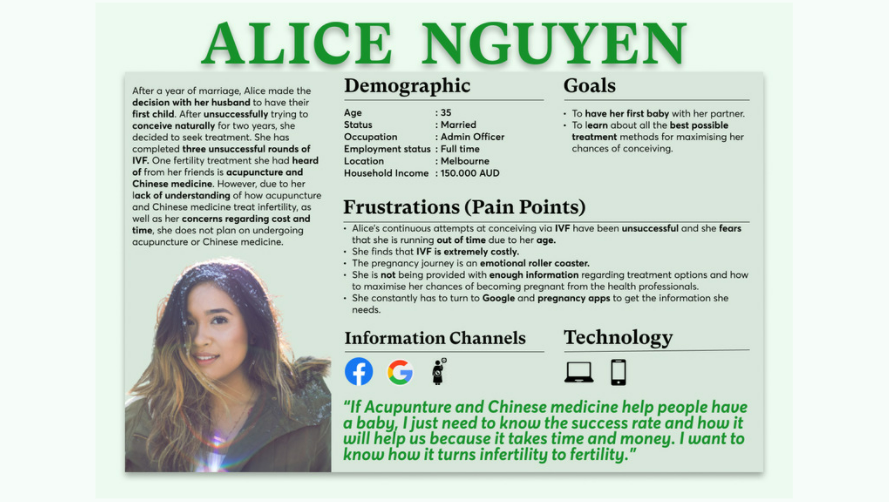 ALICE NGUYEN
After a year of marriage, Alice made the
decision with her husband to have their
first child. After unsuccessfully trying to
conceive naturally for two years, she
decided to seek treatment. She has
completed three unsuccessful rounds of
IVF. One fertility treatment she had heard
of from her friends is acupuncture and
Chinese medicine. However, due to her
lack of understanding of how acupuncture
and Chinese medicine treat infertility, as
well as her concerns regarding cost and
time, she does not plan on undergoing
acupuncture or Chinese medicine.
Demographic
Age : 35
Status : Married
Occupation : Admin Officer
Employment status : Full time
Location : Melbourne
Household Income : 150.000 AUD
Goals
• To have her first baby with her partner.
• To learn about all the best possible
treatment methods for maximising her
chances of conceiving.
Frustrations (Pain Points)
• Alice's continuous attempts at conceiving via IVF have been unsuccessful and she fears
that she is running out of time due to her age.
• She finds that IVF is extremely costly.
• The pregnancy journey is an emotional roller coaster.
• She is not being provided with enough information regarding treatment options and how
to maximise her chances of becoming pregnant from the health professionals.
• She constantly has to turn to Google and pregnancy apps to get the information she
needs.
Information Channels
Technology
"If Acupunture and Chinese medicine help people have
a baby, I just need to know the success rate and how it
will help us because it takes time and money. I want to
know how it turns infertility to fertility."